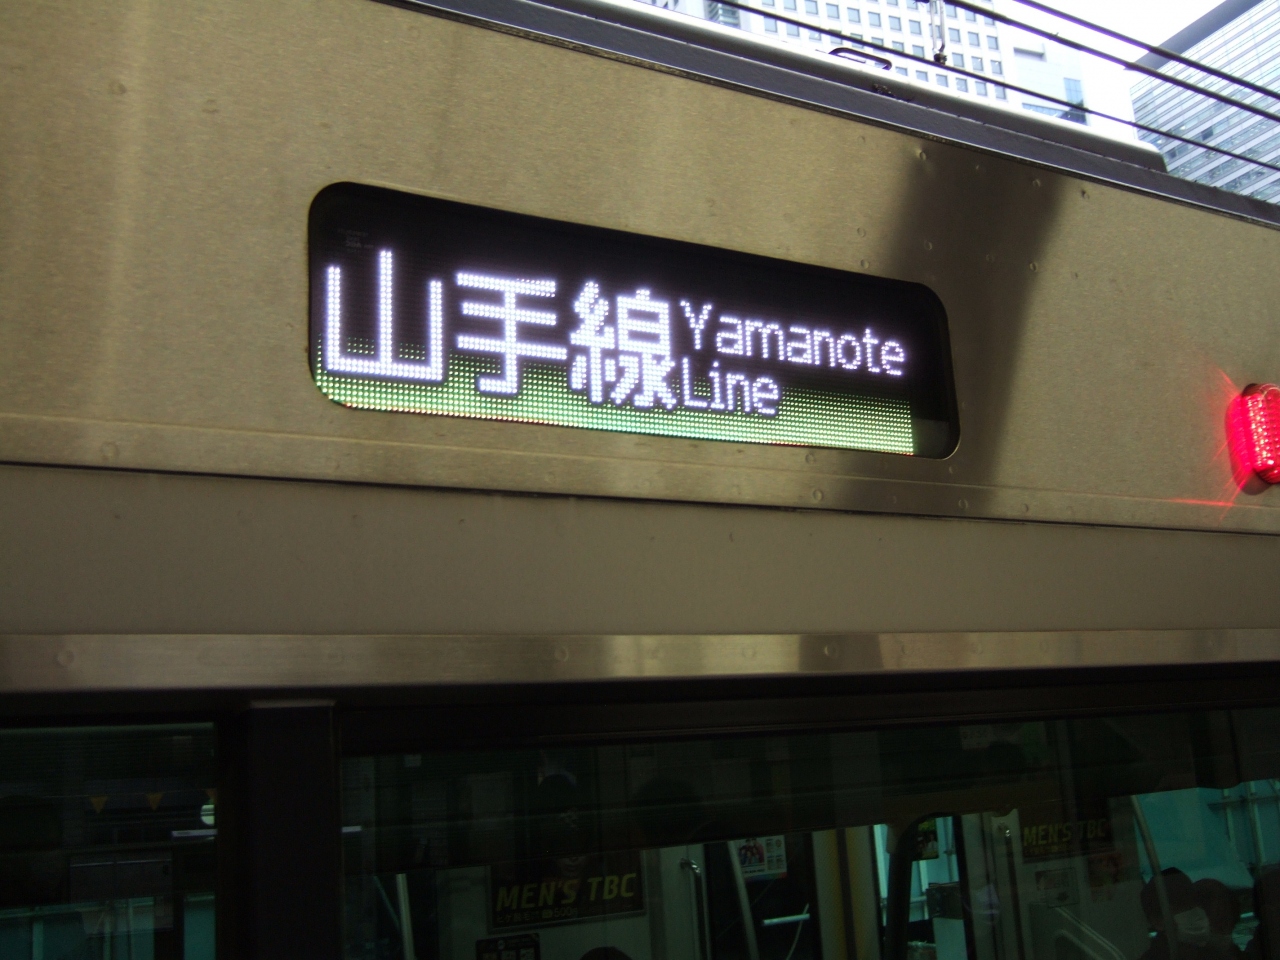 山手線 Yamanote
Line
MEN'S TBC
MEN'S TBC